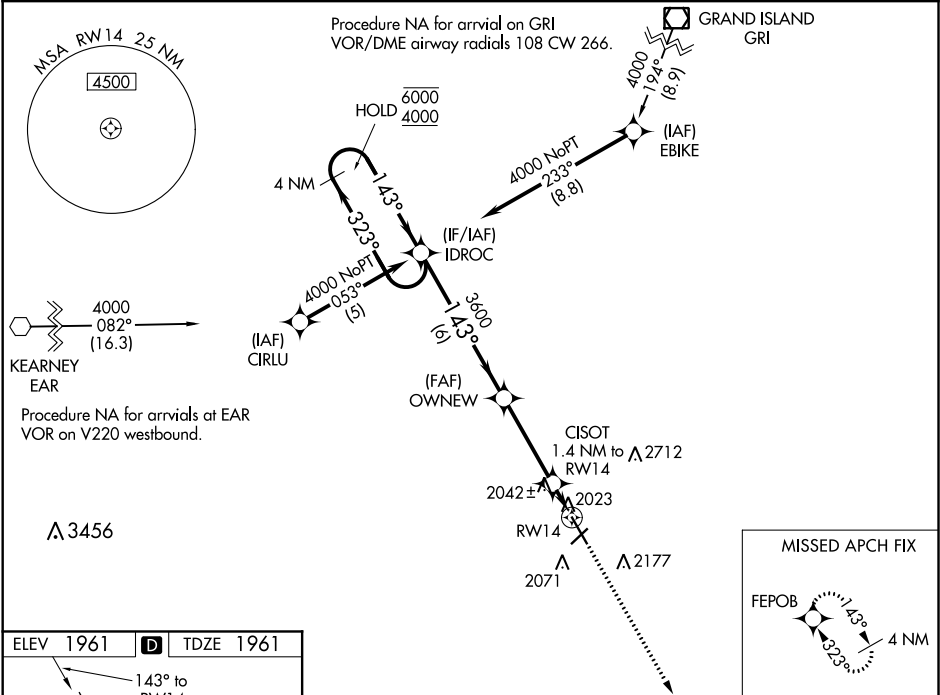 MSA RW14 25 NM
4500
Procedure NA for arrvial on GRI
VOR/DME airway radials 108 CW 266.
GRAND ISLAND
GRI
4000
194°
(8.9)
(IAF)
EBIKE
4000 NoPT
233°
(8.8)
HOLD
6000
4000
4 NM
143°
323°
(IF/IAF)
IDROC
4000 NoPT
053°
(5)
(IAF)
CIRLU
4000
082°
(16.3)
KEARNEY
EAR
Procedure NA for arrvials at EAR
VOR on V220 westbound.
3600
143°
(6)
(FAF)
OWNEW
CISOT
1.4 NM to
RW14
2712
2042±
2023
RW14
2071
2177
3456
MISSED APCH FIX
FEPOB
143°
323°
4 NM
ELEV 1961
D
TDZE 1961
143° to